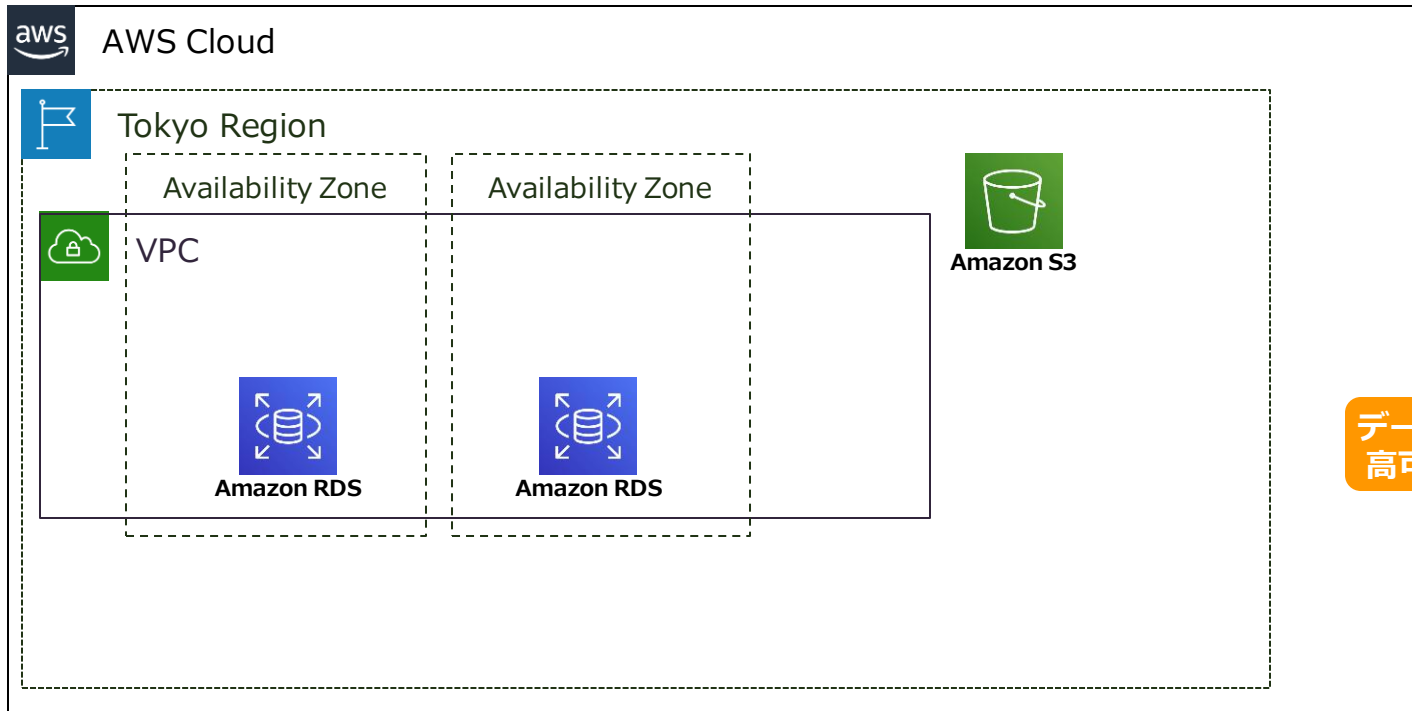 aws
AWS Cloud
Tokyo Region
Availability Zone
Availability Zone
VPC
Amazon S3
Amazon RDS
Amazon RDS
デー
高可